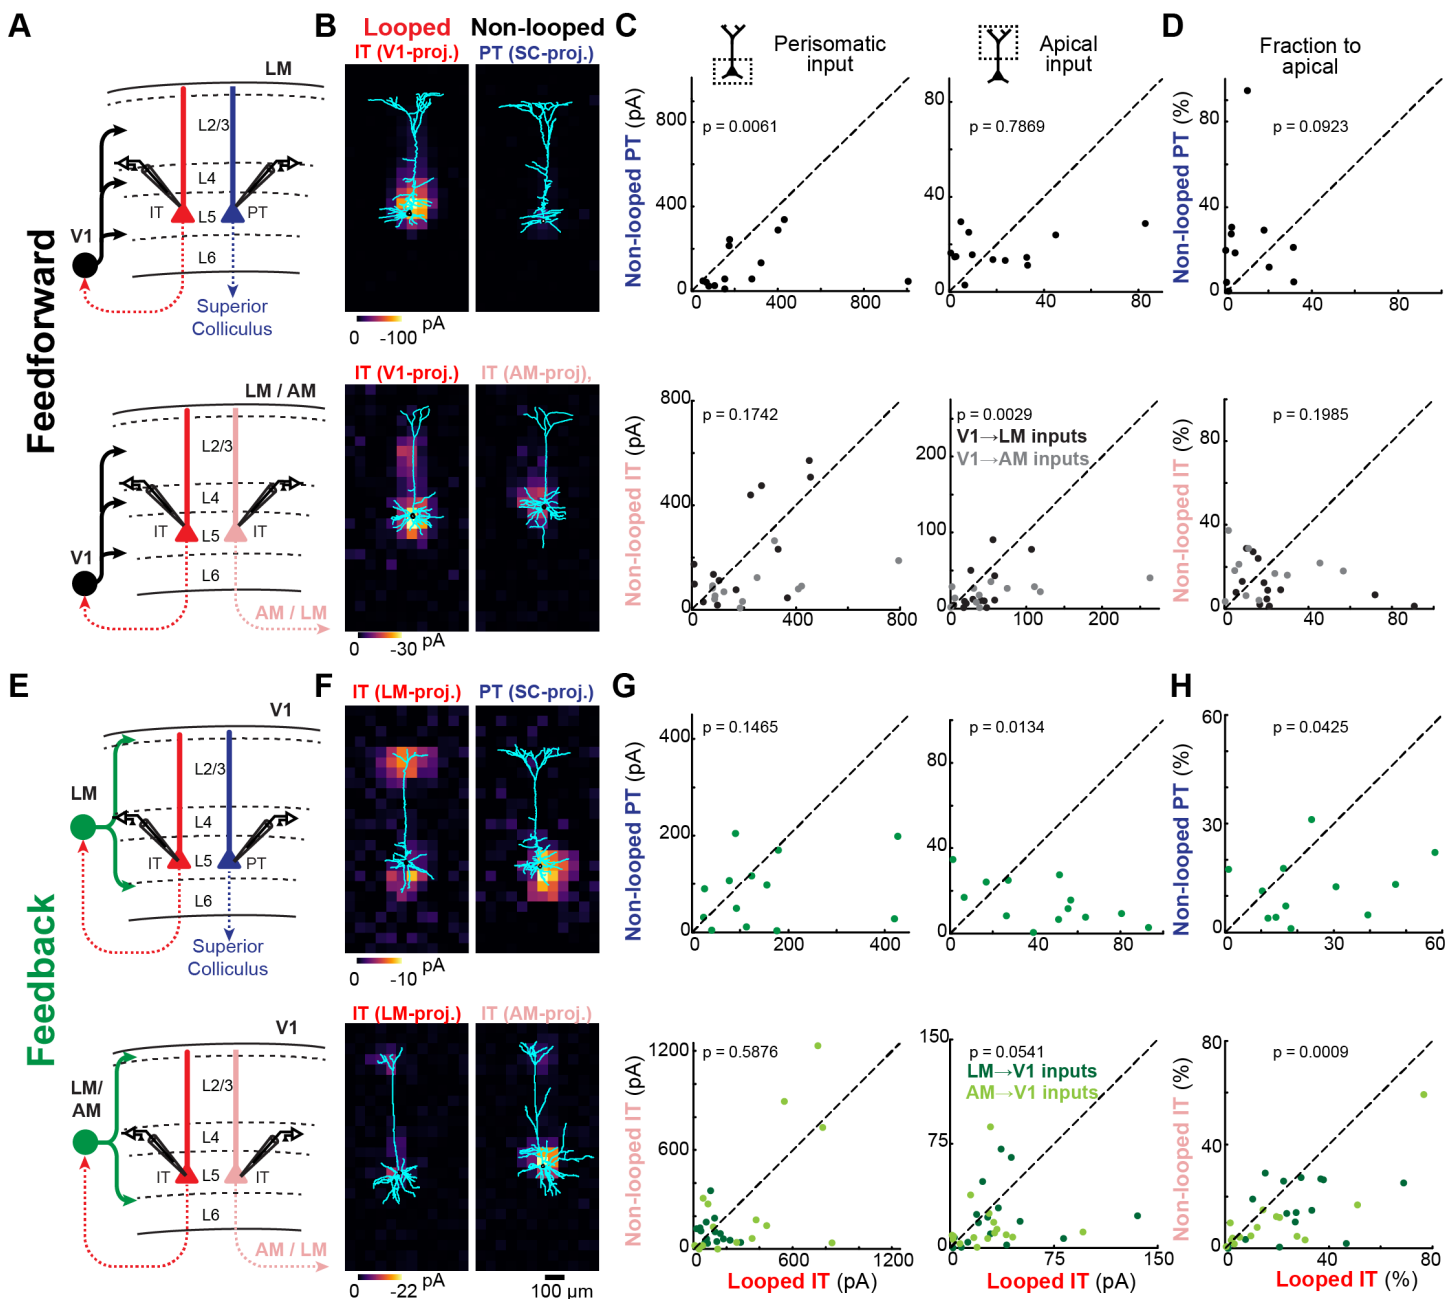 A
B
Looped
Non-looped
C
D
IT (V1-proj.)
PT (SC-proj.)
Perisomatic
input
Apical
input
Fraction to
apical
Feedforward
LM
L2/3
L4
IT
L5
PT
V1
L6
Superior
Colliculus
0
-100
pA
Non-looped PT (pA)
p = 0.0061
800
400
0
0
400
800
p = 0.7869
80
40
0
0
40
80
Non-looped PT (%)
p = 0.0923
80
40
0
0
40
80
LM / AM
L2/3
L4
IT
L5
IT
V1
L6
AM / LM
IT (V1-proj.)
IT (AM-proj),
0
-30
pA
Non-looped IT (pA)
p = 0.1742
800
400
0
0
400
800
p = 0.0029
V1→LM inputs
V1→AM inputs
200
100
0
0
100
200
Non-looped IT (%)
p = 0.1985
80
40
0
0
40
80
E
F
G
H
Feedback
V1
L2/3
LM
L4
IT
L5
PT
L6
Superior
Colliculus
IT (LM-proj.)
PT (SC-proj.)
0
-10
pA
Non-looped PT (pA)
p = 0.1465
400
200
0
0
200
400
p = 0.0134
80
40
0
0
40
80
Non-looped PT (%)
p = 0.0425
60
30
0
0
30
60
V1
L2/3
LM/
AM
L4
IT
L5
IT
L6
AM / LM
IT (LM-proj.)
IT (AM-proj.)
0
-22
pA
100 µm
Non-looped IT (pA)
p = 0.5876
1200
600
0
0
600
1200
Looped IT (pA)
p = 0.0541
LM→V1 inputs
AM→V1 inputs
150
75
0
0
75
150
Looped IT (pA)
Non-looped IT (%)
p = 0.0009
80
40
0
0
40
80
Looped IT (%)